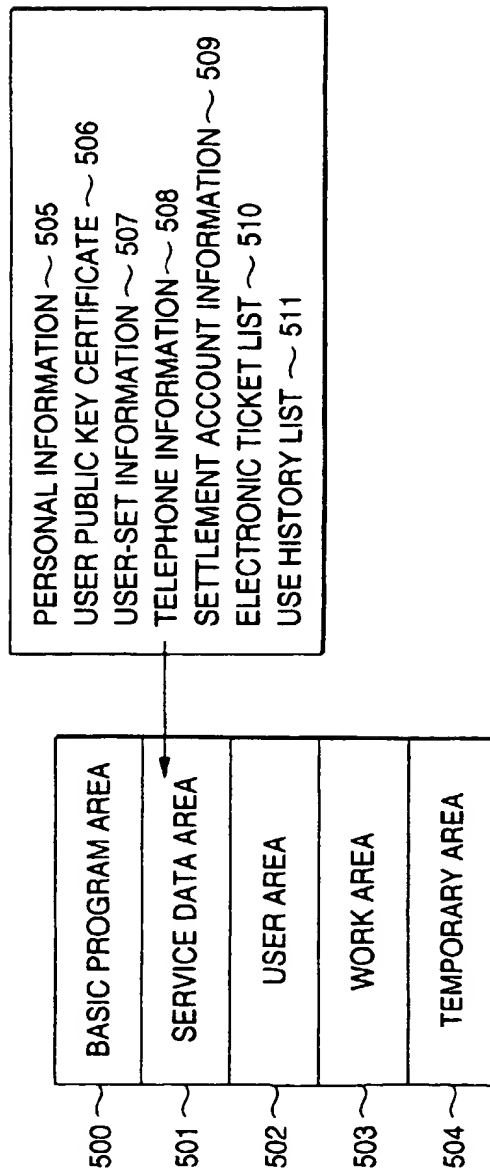 500 ~ BASIC PROGRAM AREA
501 ~ SERVICE DATA AREA
502 ~ USER AREA
503 ~ WORK AREA
504 ~ TEMPORARY AREA
PERSONAL INFORMATION ~ 505
USER PUBLIC KEY CERTIFICATE ~ 506
USER-SET INFORMATION ~ 507
TELEPHONE INFORMATION ~ 508
SETTLEMENT ACCOUNT INFORMATION ~ 509
ELECTRONIC TICKET LIST ~ 510
USE HISTORY LIST ~ 511